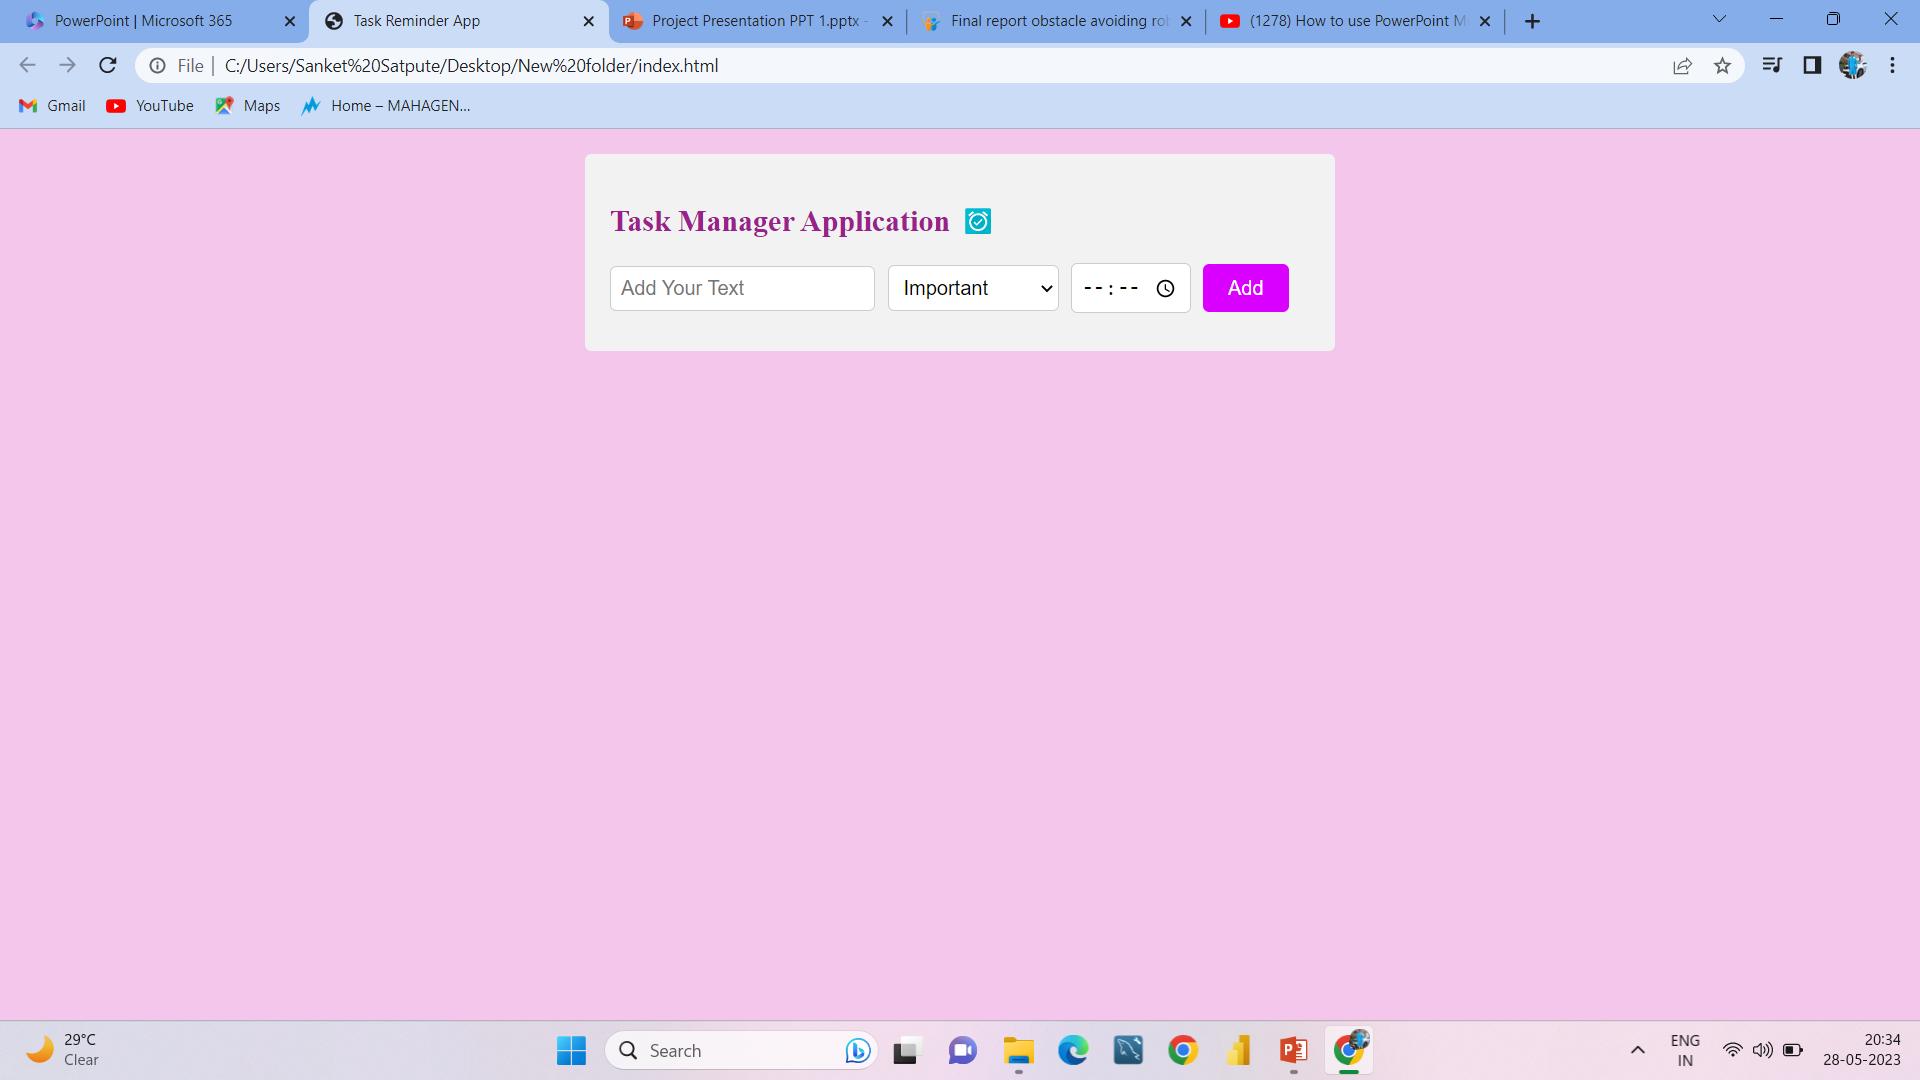 PowerPoint | Microsoft 365
Task Reminder App
Project Presentation PPT 1.pptx -
Final report obstacle avoiding
(1278) How to use PowerPoint
File
C:/Users/Sanket%20Satpute/Desktop/New%20folder/index.html
Gmail
YouTube
Maps
Home – MAHAGEN...
Task Manager Application
Add Your Text
Important
--:--
Add
29°C
Clear
Search
ENG
IN
20:34
28-05-2023